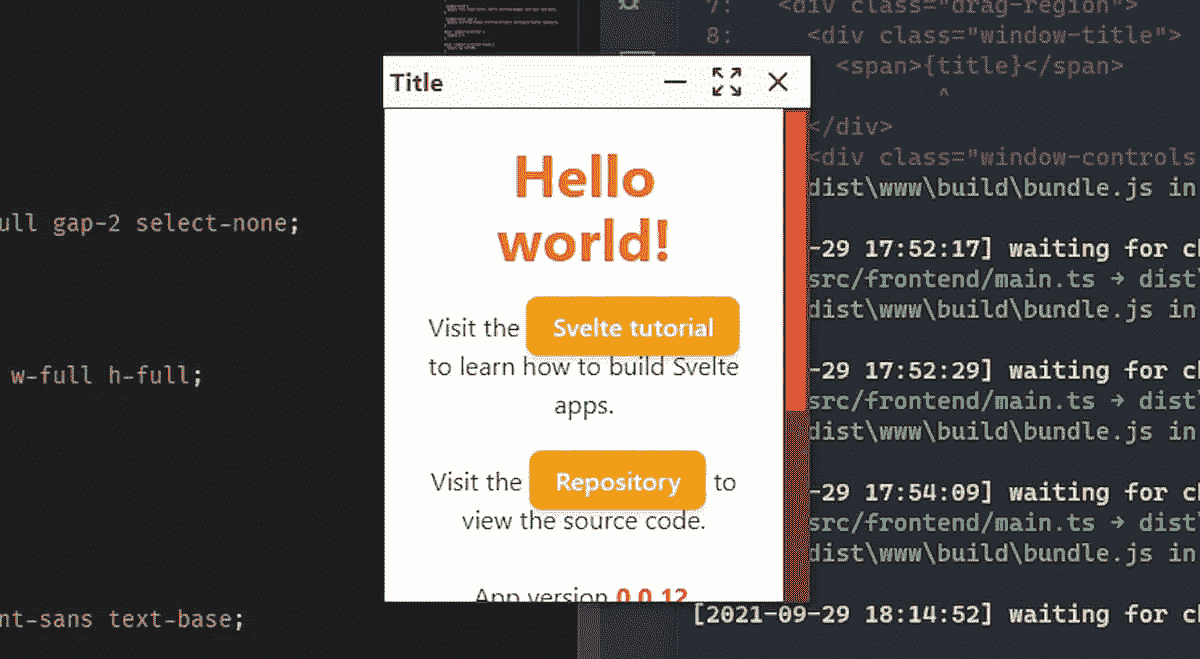 ull gap-2 select-none;
w-full h-full;
nt-sans text-base;
Title
Hello
world!
Visit the Svelte tutorial
to learn how to build Svelte
apps.
Visit the Repository to
view the source code.
App version 0.0.12
7: <div class="drag-region">
8: <div class="window-title">
<span>{title}</span>
^
</div>
<div class="window-controls
dist\www\build\bundle.js in
-29 17:52:17] waiting for ch
src/frontend/main.ts → dist\
dist\www\build\bundle.js in
-29 17:52:29] waiting for ch
src/frontend/main.ts → dist\
dist\www\build\bundle.js in
-29 17:54:09] waiting for ch
src/frontend/main.ts → dist\
dist\www\build\bundle.js in
[2021-09-29 18:14:52] waiting for ch